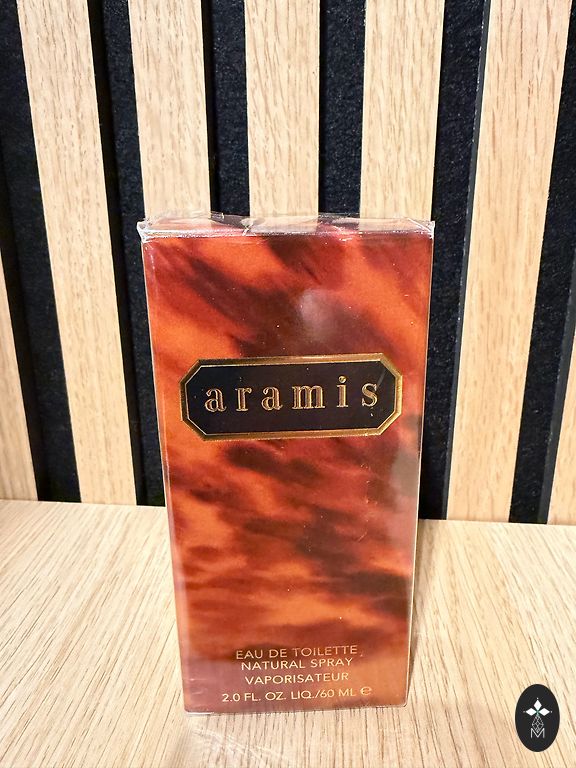 aramis
EAU DE TOILETTE
NATURAL SPRAY
VAPORISATEUR
2.0 FL. OZ. LIQ./60 ML ℮